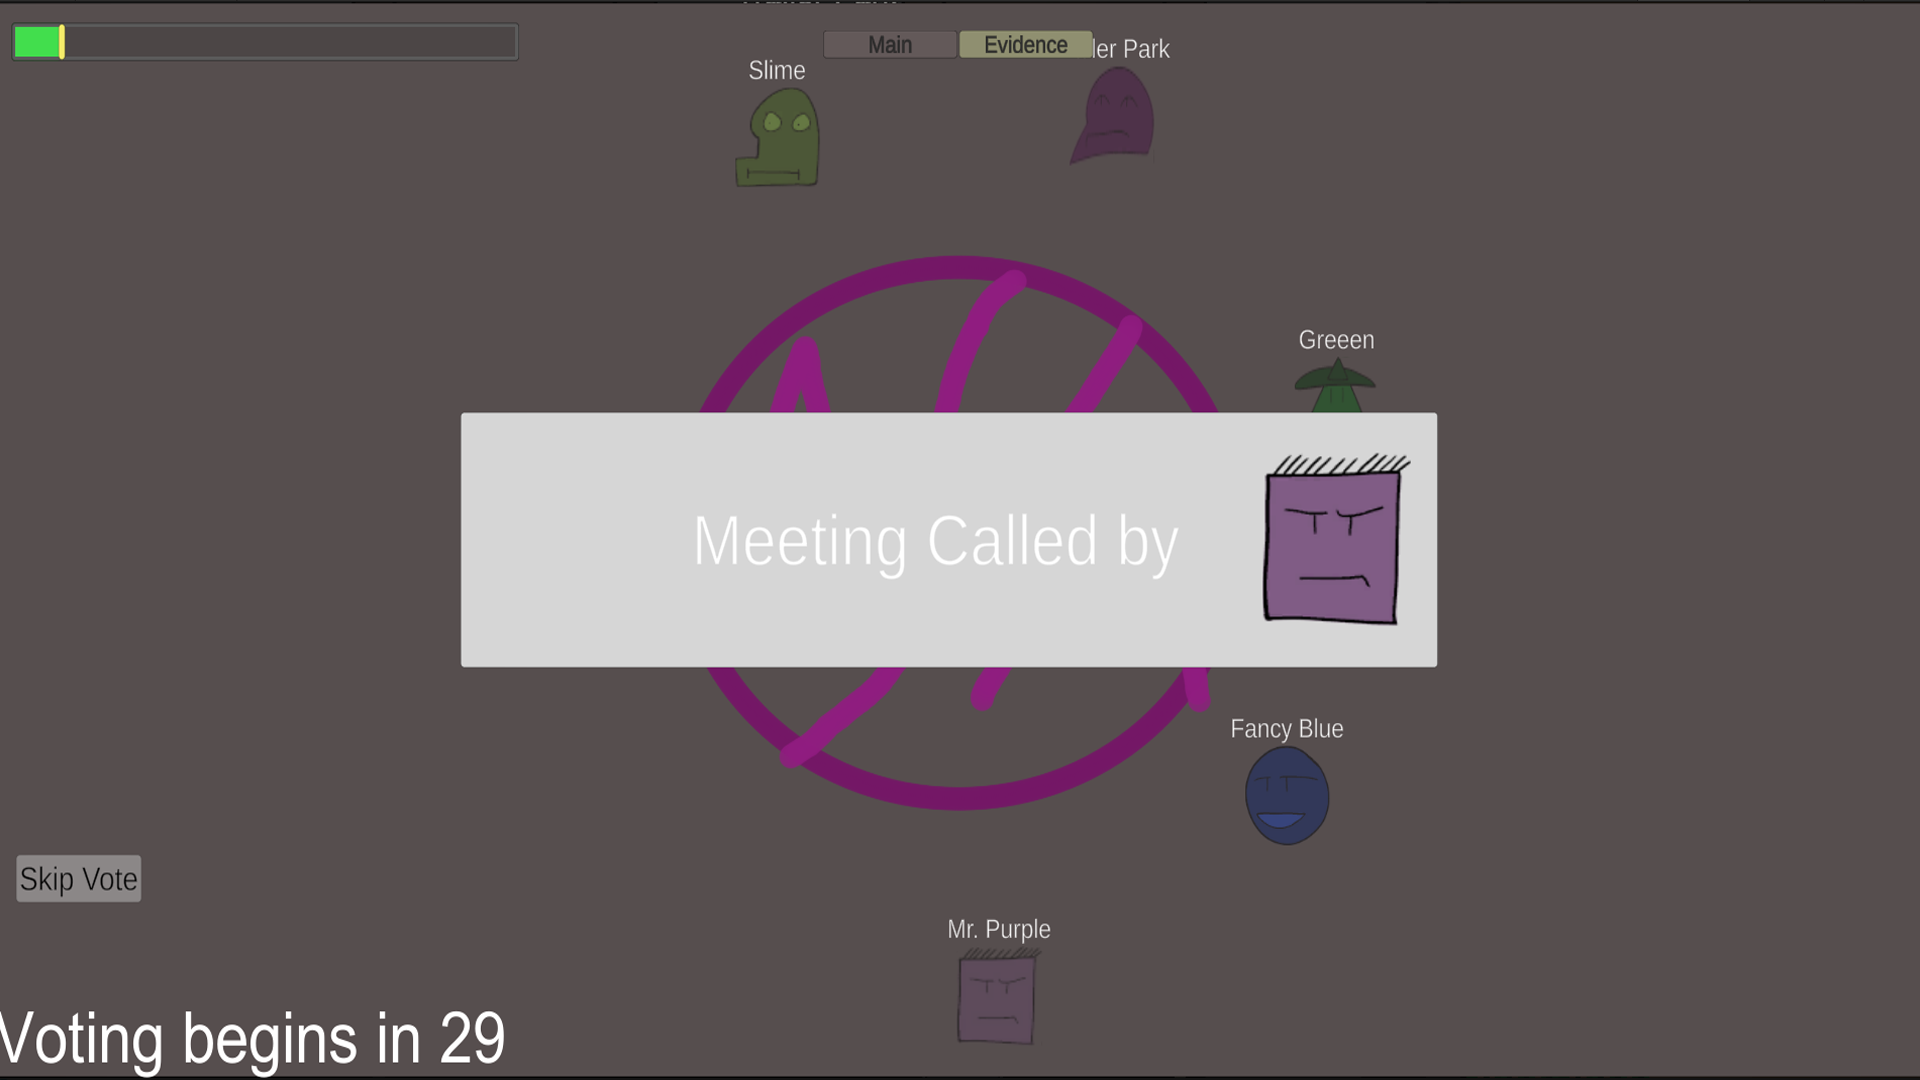 Main
Evidence
ler Park
Slime
Greeen
Meeting Called by
Fancy Blue
Skip Vote
Mr. Purple
Voting begins in 29